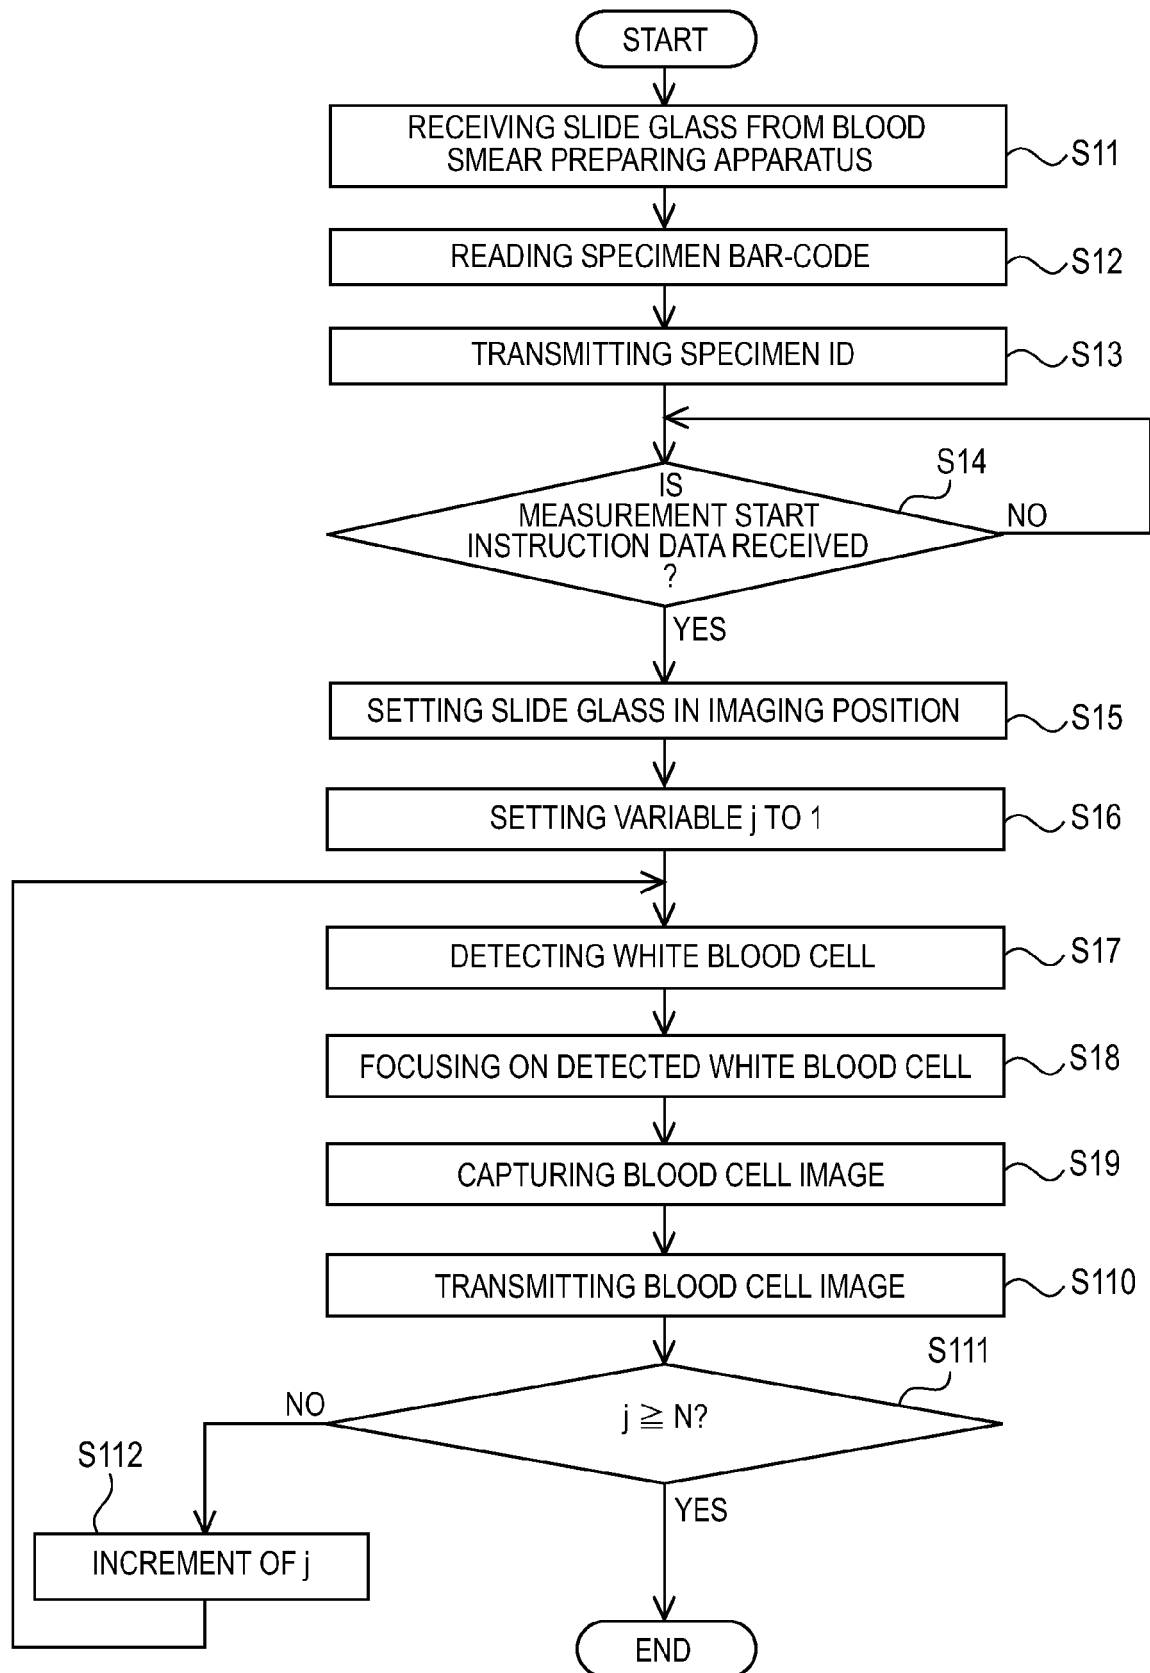 START
RECEIVING SLIDE GLASS FROM BLOOD
SMEAR PREPARING APPARATUS
S11
READING SPECIMEN BAR-CODE
S12
TRANSMITTING SPECIMEN ID
S13
S14
IS
MEASUREMENT START
INSTRUCTION DATA RECEIVED
?
NO
YES
SETTING SLIDE GLASS IN IMAGING POSITION
S15
SETTING VARIABLE j TO 1
S16
DETECTING WHITE BLOOD CELL
S17
FOCUSING ON DETECTED WHITE BLOOD CELL
S18
CAPTURING BLOOD CELL IMAGE
S19
TRANSMITTING BLOOD CELL IMAGE
S110
S111
j ≧ N?
NO
YES
S112
INCREMENT OF j
END